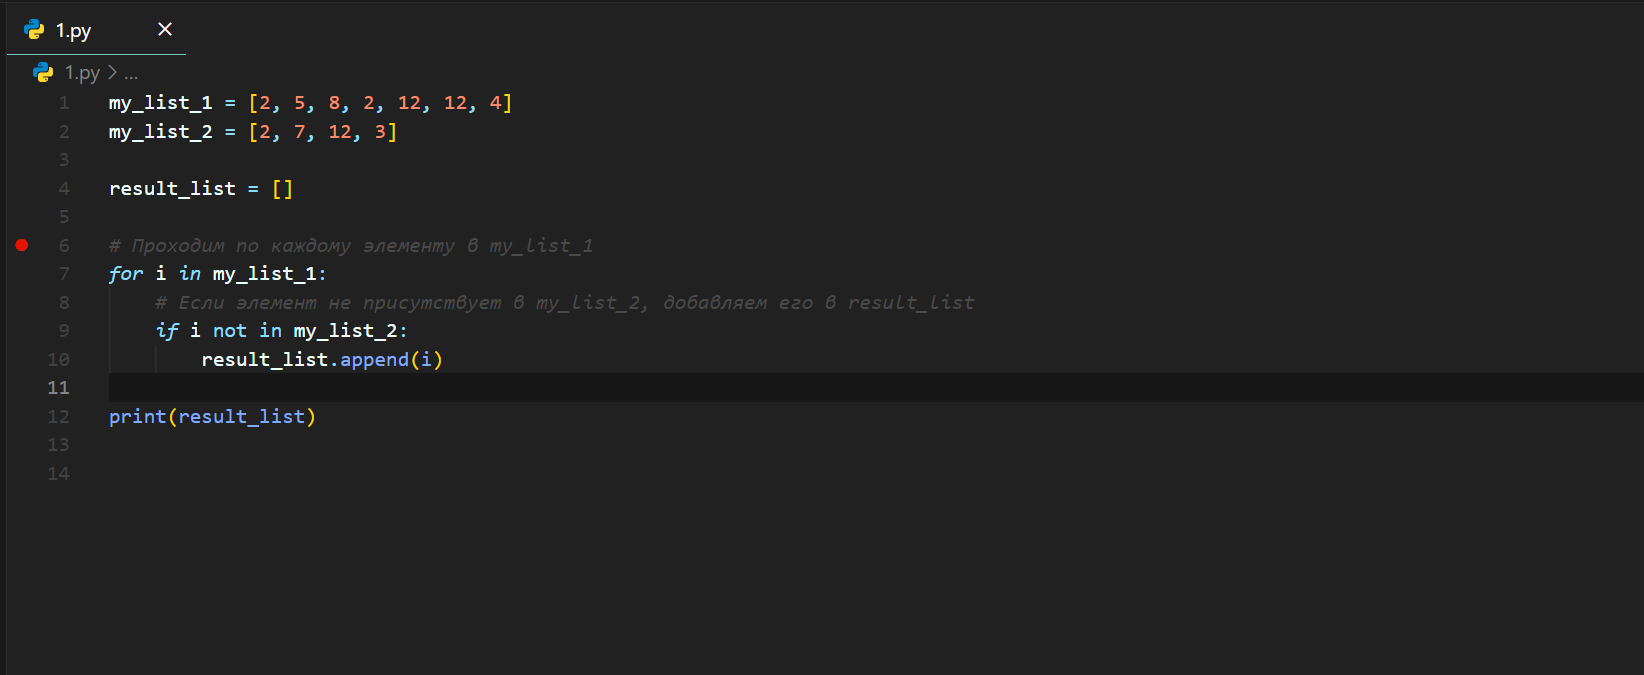 1.py
1.py > ...
1 my_list_1 = [2, 5, 8, 2, 12, 12, 4]
2 my_list_2 = [2, 7, 12, 3]
3
4 result_list = []
5
6 # Проходим по каждому элементу в my_list_1
7 for i in my_list_1:
8 # Если элемент не присутствует в my_list_2, добавляем его в result_list
9 if i not in my_list_2:
10 result_list.append(i)
11
12 print(result_list)
13
14